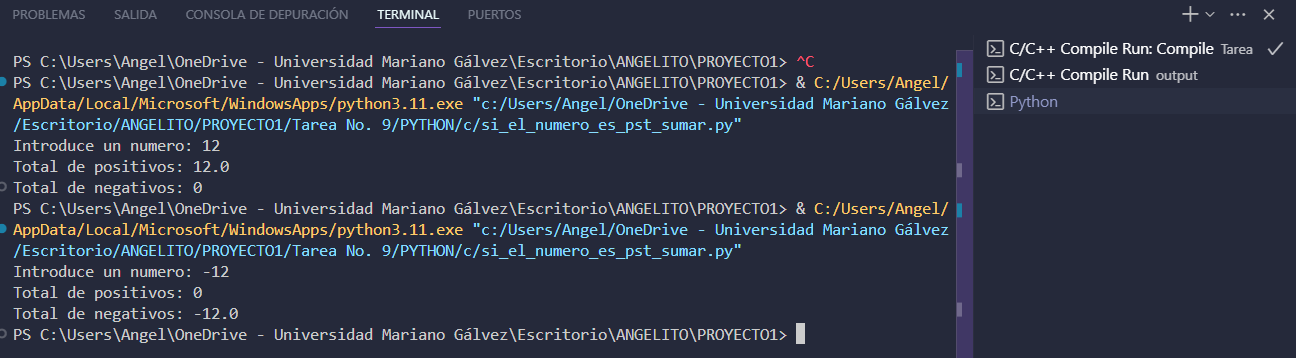 PROBLEMAS SALIDA CONSOLA DE DEPURACIÓN TERMINAL PUERTOS
PS C:\Users\Angel\OneDrive - Universidad Mariano Gálvez\Escritorio\ANGELITO\PROYECTO1> ^C
PS C:\Users\Angel\OneDrive - Universidad Mariano Gálvez\Escritorio\ANGELITO\PROYECTO1> & C:/Users/Angel/
AppData/Local/Microsoft/WindowsApps/python3.11.exe "c:/Users/Angel/OneDrive - Universidad Mariano Gálvez
/Escritorio/ANGELITO/PROYECTO1/Tarea No. 9/PYTHON/c/si_el_numero_es_pst_sumar.py"
Introduce un numero: 12
Total de positivos: 12.0
Total de negativos: 0
PS C:\Users\Angel\OneDrive - Universidad Mariano Gálvez\Escritorio\ANGELITO\PROYECTO1> & C:/Users/Angel/
AppData/Local/Microsoft/WindowsApps/python3.11.exe "c:/Users/Angel/OneDrive - Universidad Mariano Gálvez
/Escritorio/ANGELITO/PROYECTO1/Tarea No. 9/PYTHON/c/si_el_numero_es_pst_sumar.py"
Introduce un numero: -12
Total de positivos: 0
Total de negativos: -12.0
PS C:\Users\Angel\OneDrive - Universidad Mariano Gálvez\Escritorio\ANGELITO\PROYECTO1>
C/C++ Compile Run: Compile Tarea
C/C++ Compile Run output
Python